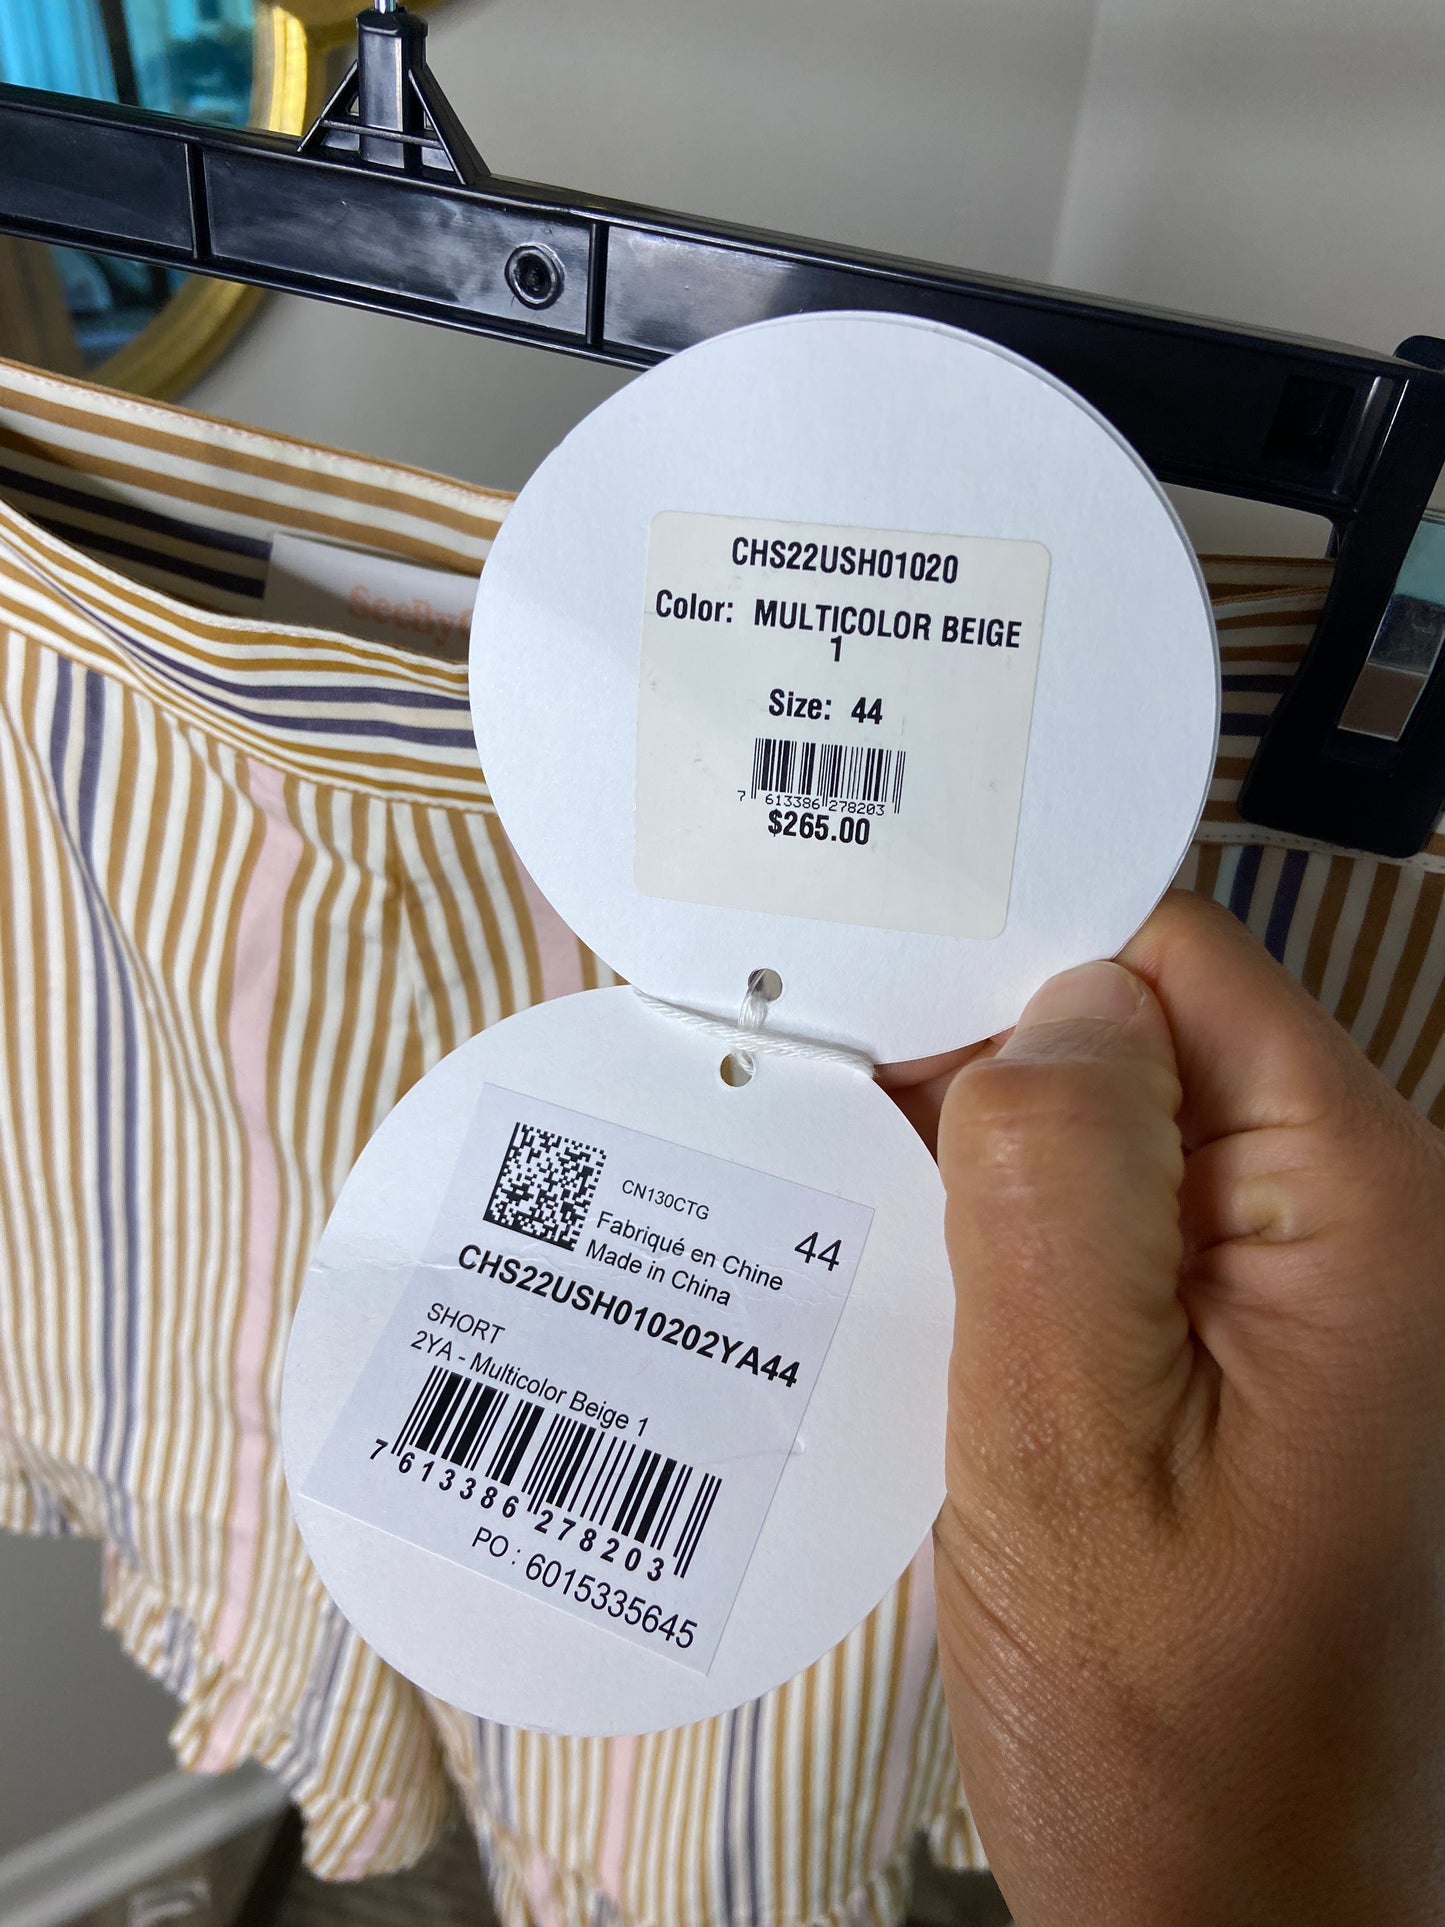 CHS22USH01020
Color: MULTICOLOR BEIGE
1
Size: 44
7 613386 278203
$265.00
CN130CTG
Fabriqué en Chine
Made in China
44
CHS22USH010202YA44
SHORT
2YA - Multicolor Beige 1
7 613386 278203
PO : 6015335645